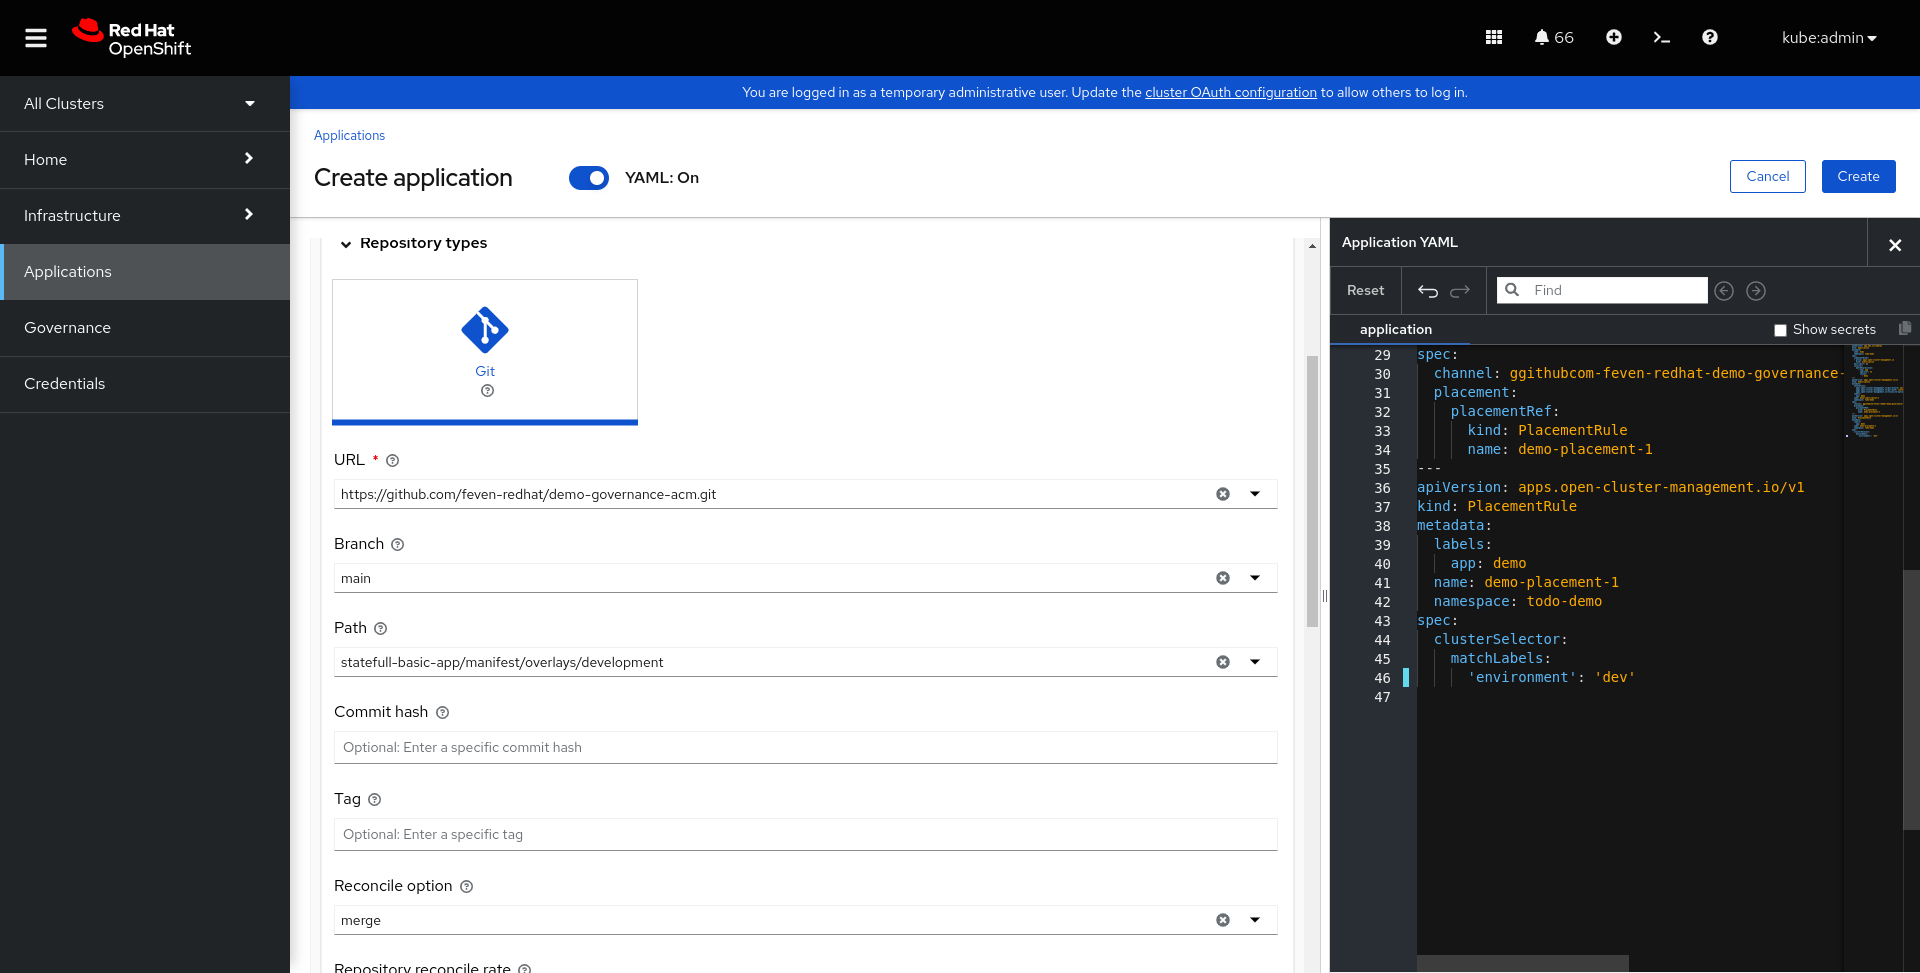 Red Hat
OpenShift
66
kube:admin
All Clusters
Home
Infrastructure
Applications
Governance
Credentials
You are logged in as a temporary administrative user. Update the cluster OAuth configuration to allow others to log in.
Applications
Create application
YAML: On
Cancel
Create
Repository types
Git
URL *
https://github.com/feven-redhat/demo-governance-acm.git
Branch
main
Path
statefull-basic-app/manifest/overlays/development
Commit hash
Optional: Enter a specific commit hash
Tag
Optional: Enter a specific tag
Reconcile option
merge
Repository reconcile rate
Application YAML
Reset
Find
application
Show secrets
29 spec:
30 channel: ggithubcom-feven-redhat-demo-governance-
31 placement:
32 placementRef:
33 kind: PlacementRule
34 name: demo-placement-1
35 ---
36 apiVersion: apps.open-cluster-management.io/v1
37 kind: PlacementRule
38 metadata:
39 labels:
40 app: demo
41 name: demo-placement-1
42 namespace: todo-demo
43 spec:
44 clusterSelector:
45 matchLabels:
46 'environment': 'dev'
47